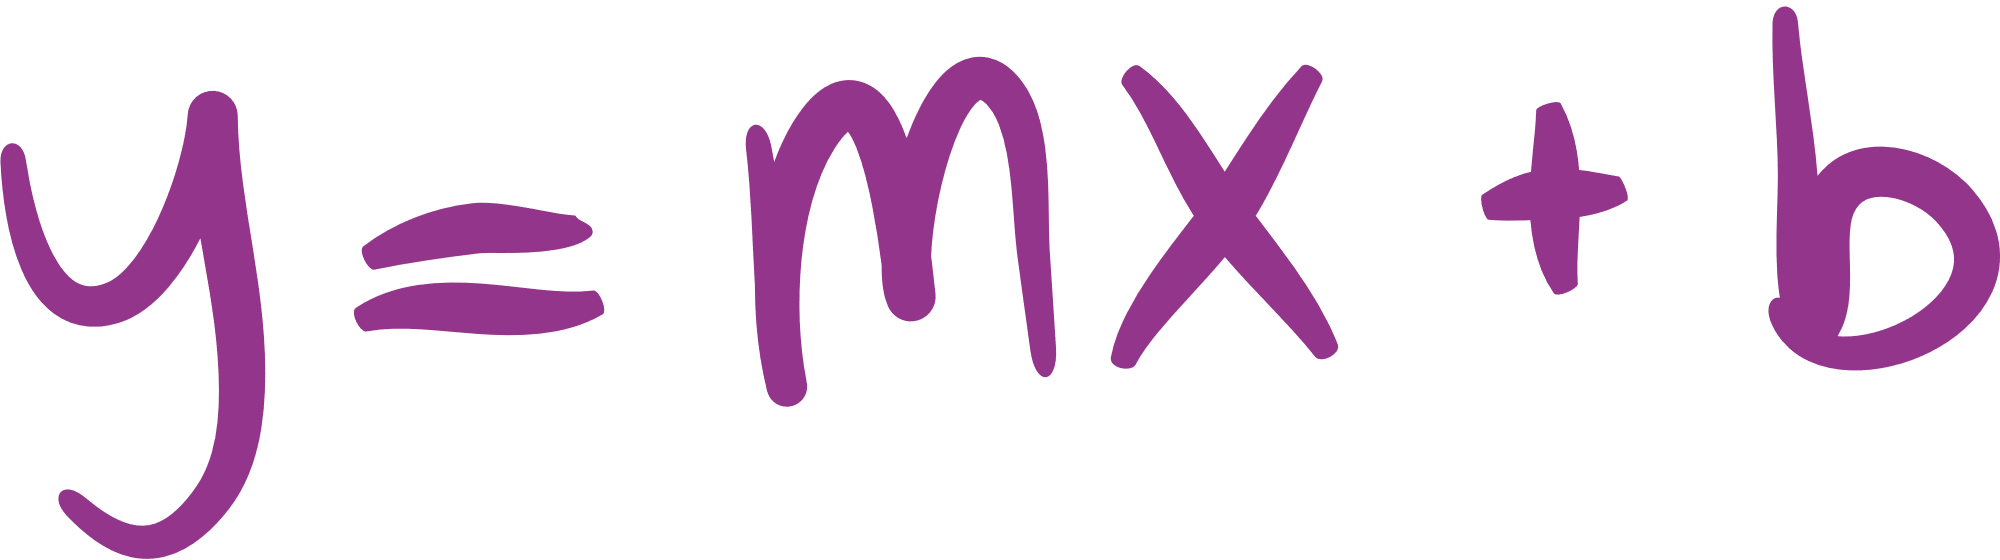 y = mx + b